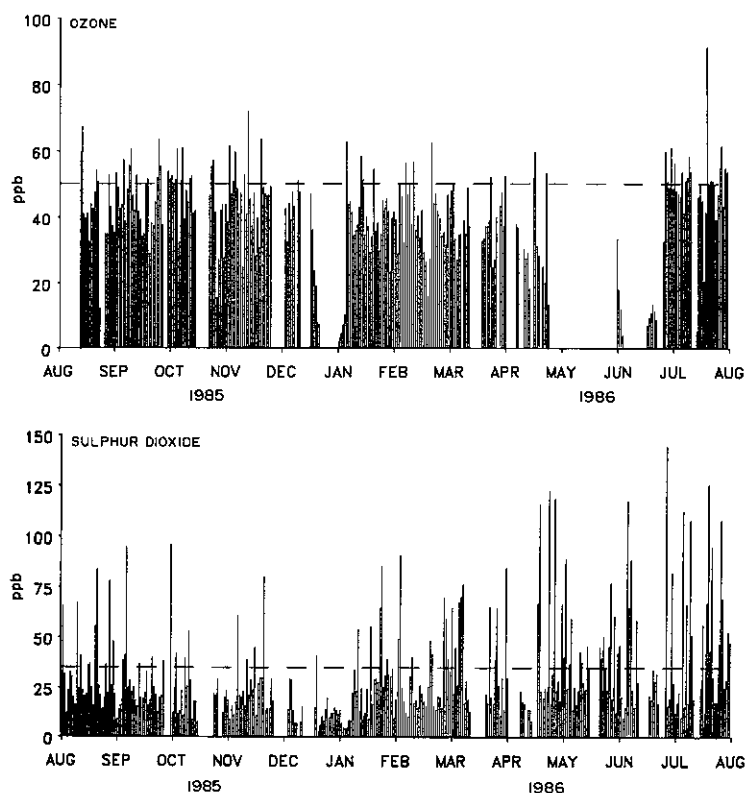 OZONE
100
80
60
40
20
0
ppb
AUG SEP OCT NOV DEC JAN FEB MAR APR MAY JUN JUL AUG
1985 1986
SULPHUR DIOXIDE
150
125
100
75
50
25
0
ppb
AUG SEP OCT NOV DEC JAN FEB MAR APR MAY JUN JUL AUG
1985 1986